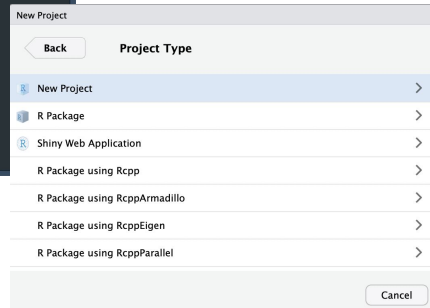 New Project
Back
Project Type
R New Project
R Package
R Shiny Web Application
R Package using Rcpp
R Package using RcppArmadillo
R Package using RcppEigen
R Package using RcppParallel
Cancel